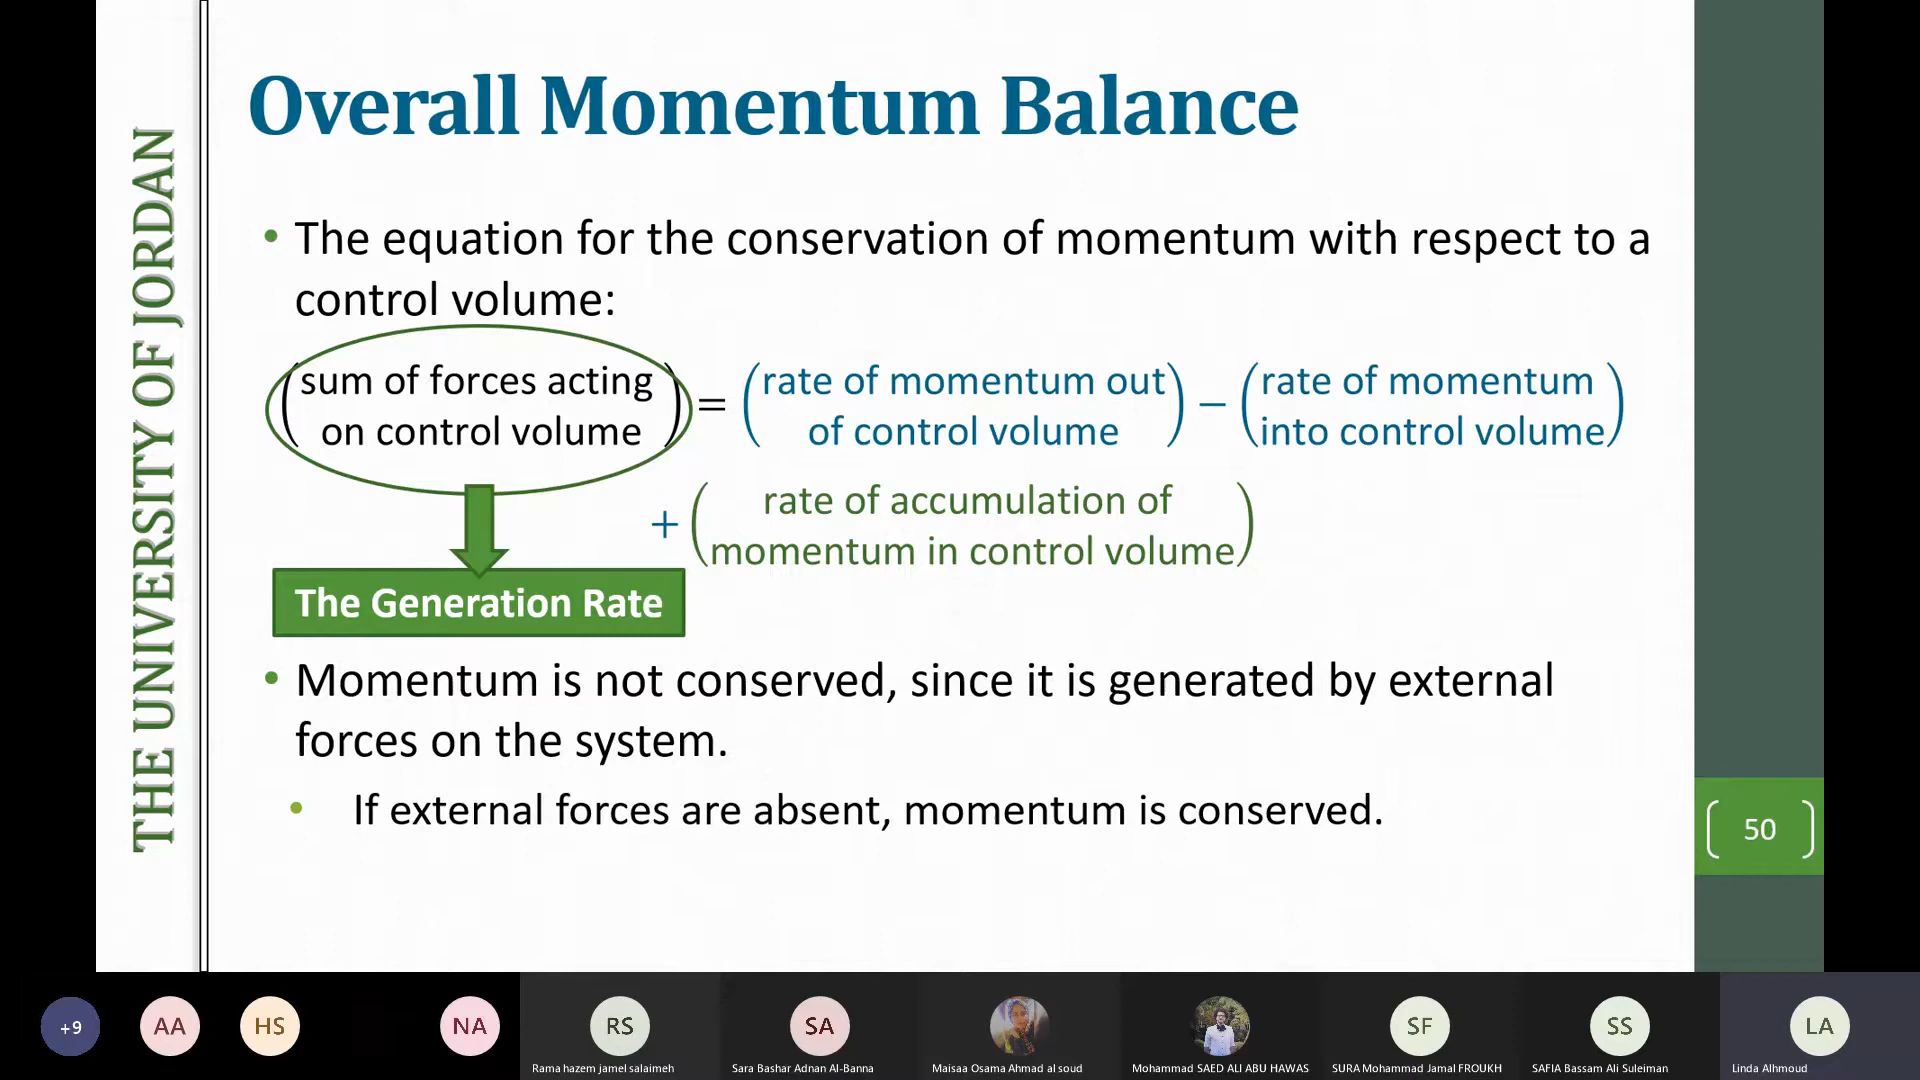 THE UNIVERSITY OF JORDAN
Overall Momentum Balance
• The equation for the conservation of momentum with respect to a
control volume:
(sum of forces acting on control volume) = (rate of momentum out of control volume) − (rate of momentum into control volume)
+ (rate of accumulation of momentum in control volume)
The Generation Rate
• Momentum is not conserved, since it is generated by external
forces on the system.
• If external forces are absent, momentum is conserved.
50
+9
AA
HS
NA
RS
SA
SF
SS
LA
Rama hazem jamel salaimeh
Sara Bashar Adnan Al-Banna
Maisaa Osama Ahmad al soud
Mohammad SAED ALI ABU HAWAS
SURA Mohammad Jamal FROUKH
SAFIA Bassam Ali Suleiman
Linda Alhmoud